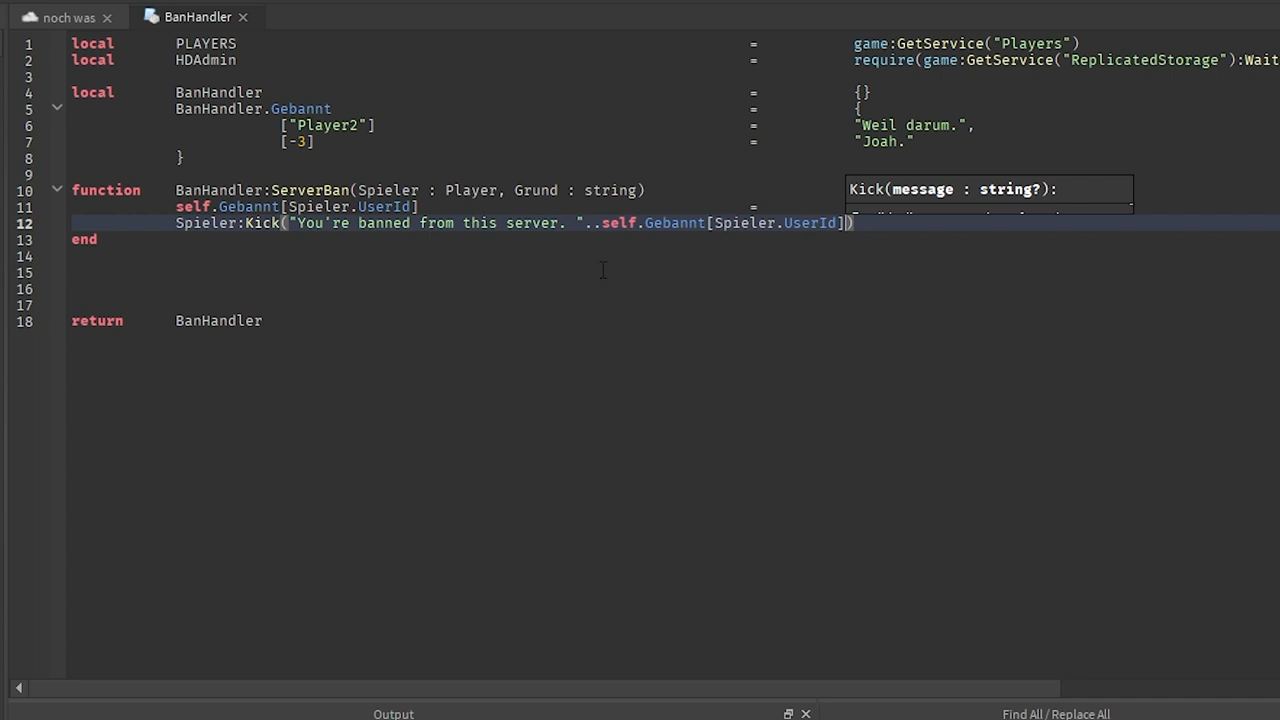 noch was
BanHandler
1 local PLAYERS = game:GetService("Players")
2 local HDAdmin = require(game:GetService("ReplicatedStorage"):Wait
3
4 local BanHandler = {}
5 BanHandler.Gebannt = {
6 ["Player2"] = "Weil darum.",
7 [-3] = "Joah."
8 }
9
10 function BanHandler:ServerBan(Spieler : Player, Grund : string)
Kick(message : string?):
11 self.Gebannt[Spieler.UserId] =
12 Spieler:Kick("You're banned from this server. "..self.Gebannt[Spieler.UserId])
13 end
14
15
16
17
18 return BanHandler
Output
Find All / Replace All